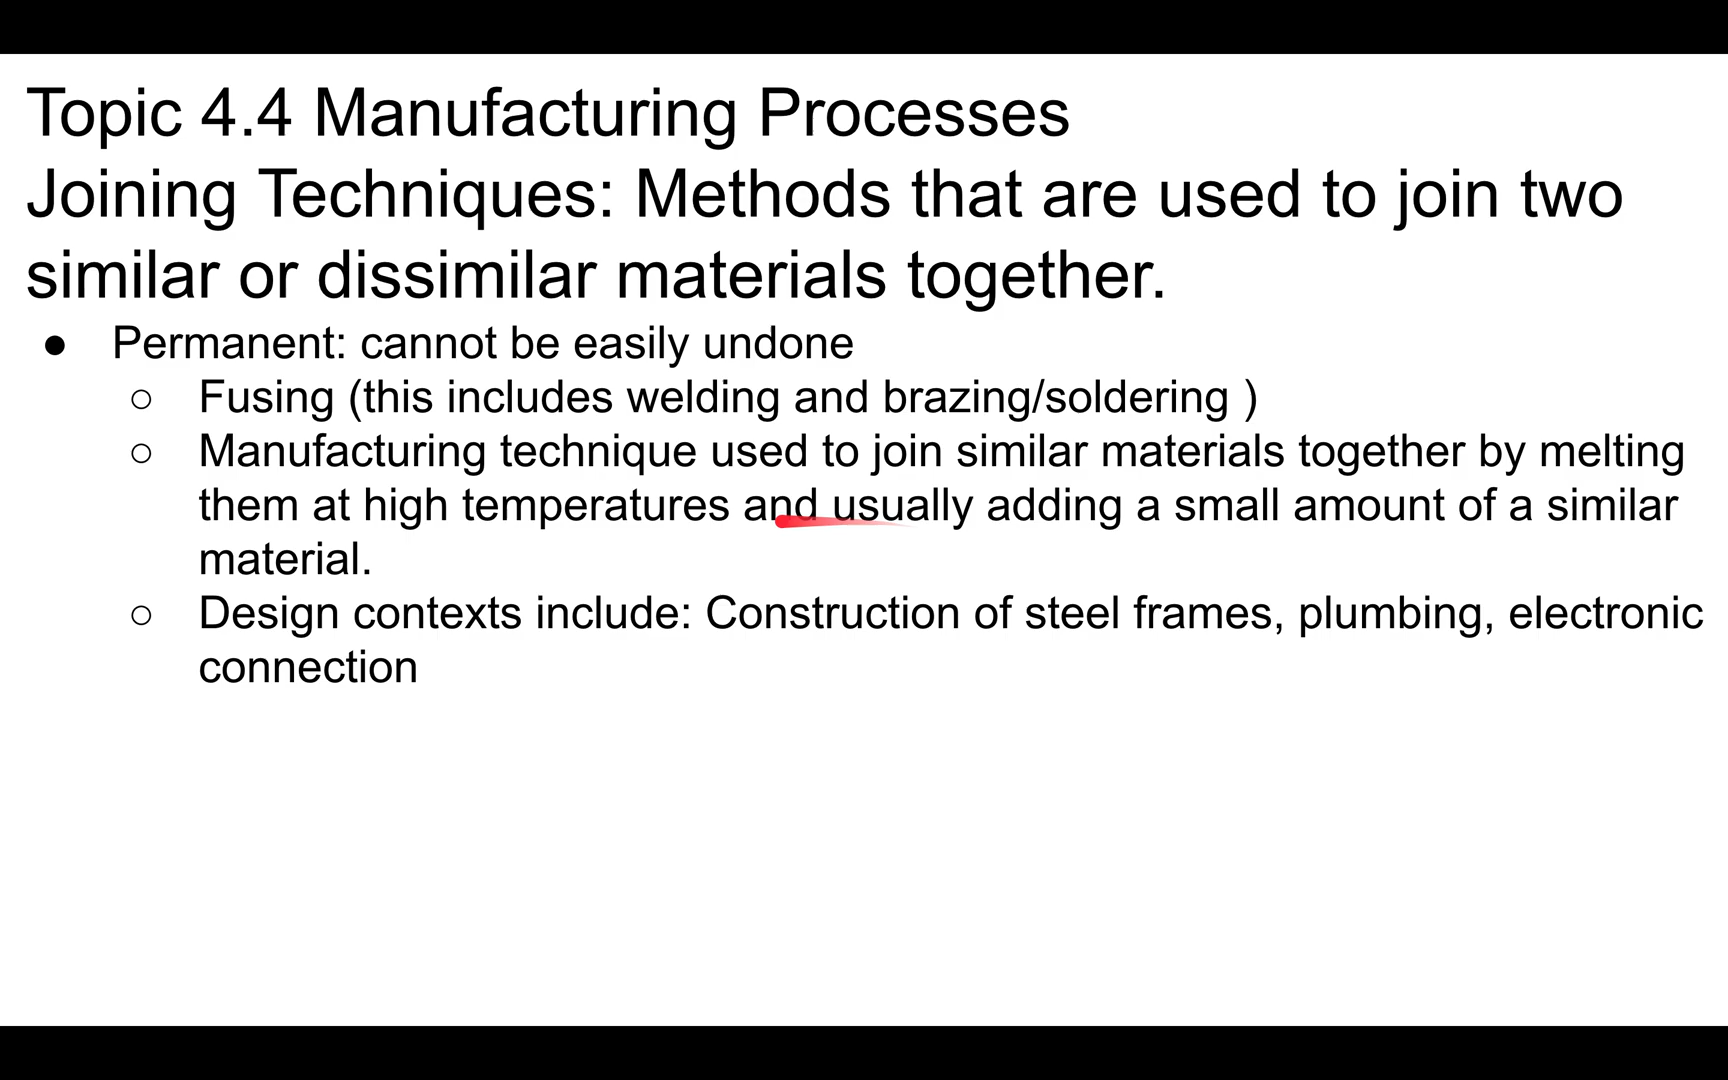 Topic 4.4 Manufacturing Processes
Joining Techniques: Methods that are used to join two
similar or dissimilar materials together.
● Permanent: cannot be easily undone
○ Fusing (this includes welding and brazing/soldering )
○ Manufacturing technique used to join similar materials together by melting
them at high temperatures and usually adding a small amount of a similar
material.
○ Design contexts include: Construction of steel frames, plumbing, electronic
connection